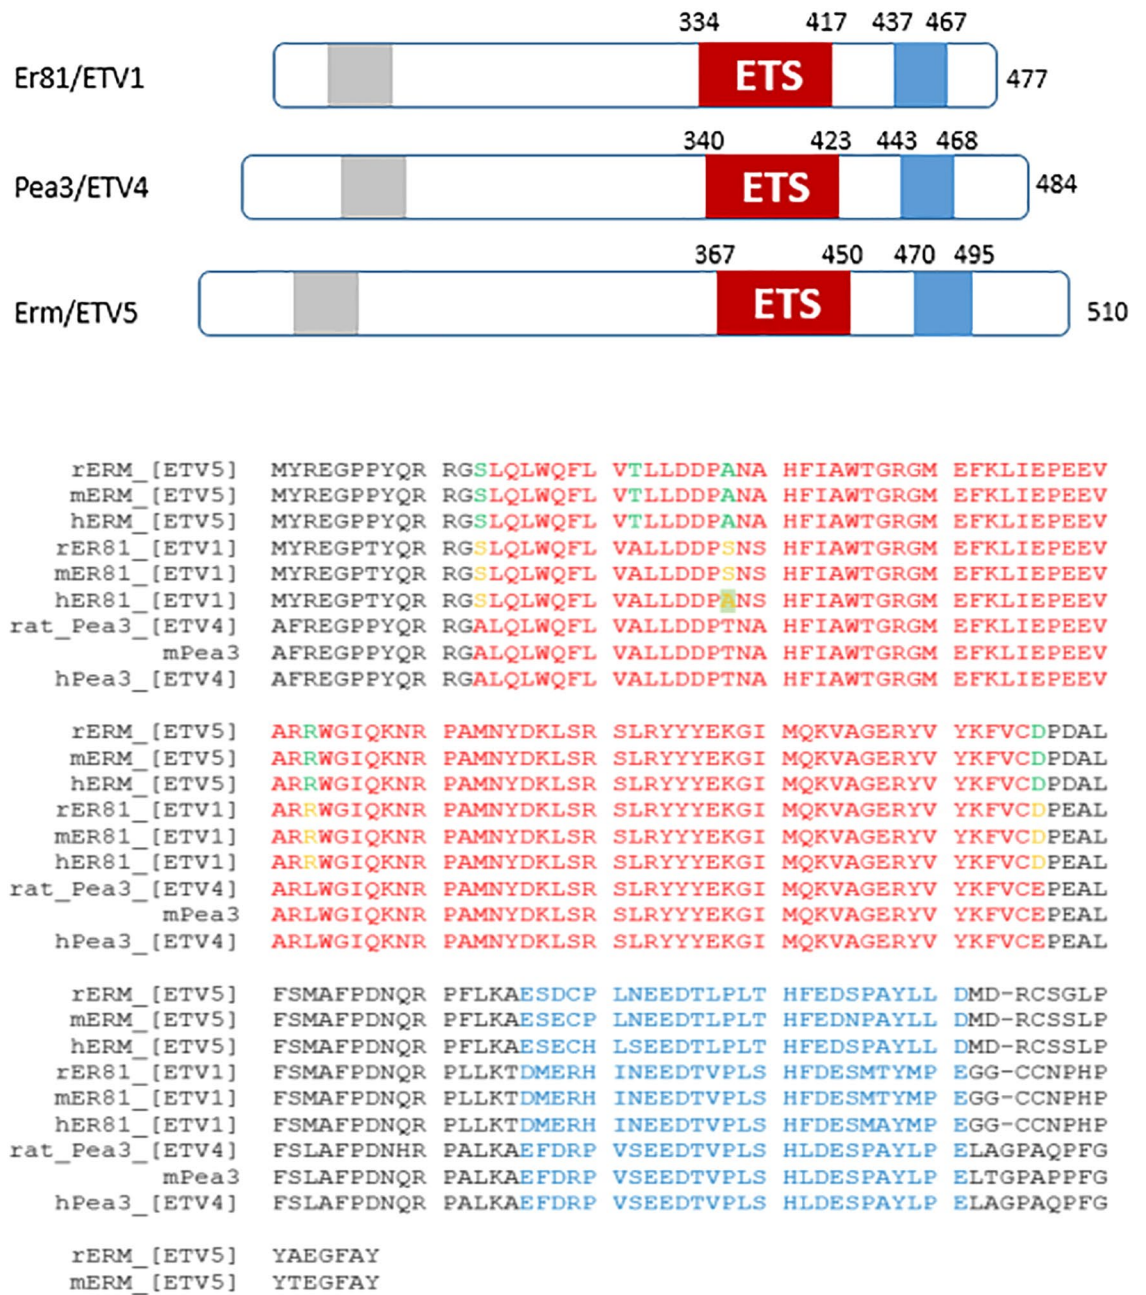 334 417 437 467
Er81/ETV1 ETS 477
340 423 443 468
Pea3/ETV4 ETS 484
367 450 470 495
Erm/ETV5 ETS 510
rERM_[ETV5] MYREGPPYQR RGSLQLWQFL VTLLDDPANA HFIAWTGRGM EFKLIEPEEV
mERM_[ETV5] MYREGPPYQR RGSLQLWQFL VTLLDDPANA HFIAWTGRGM EFKLIEPEEV
hERM_[ETV5] MYREGPPYQR RGSLQLWQFL VTLLDDPANA HFIAWTGRGM EFKLIEPEEV
rER81_[ETV1] MYREGPTYQR RGSLQLWQFL VALLDDPSNS HFIAWTGRGM EFKLIEPEEV
mER81_[ETV1] MYREGPTYQR RGSLQLWQFL VALLDDPSNS HFIAWTGRGM EFKLIEPEEV
hER81_[ETV1] MYREGPTYQR RGSLQLWQFL VALLDDPANS HFIAWTGRGM EFKLIEPEEV
rat_Pea3_[ETV4] AFREGPPYQR RGALQLWQFL VALLDDPTNA HFIAWTGRGM EFKLIEPEEV
mPea3 AFREGPPYQR RGALQLWQFL VALLDDPTNA HFIAWTGRGM EFKLIEPEEV
hPea3_[ETV4] AFREGPPYQR RGALQLWQFL VALLDDPTNA HFIAWTGRGM EFKLIEPEEV
rERM_[ETV5] ARRWGIQKNR PAMNYDKLSR SLRYYYEKGI MQKVAGERYV YKFVCDPDAL
mERM_[ETV5] ARRWGIQKNR PAMNYDKLSR SLRYYYEKGI MQKVAGERYV YKFVCDPDAL
hERM_[ETV5] ARRWGIQKNR PAMNYDKLSR SLRYYYEKGI MQKVAGERYV YKFVCDPDAL
rER81_[ETV1] ARRWGIQKNR PAMNYDKLSR SLRYYYEKGI MQKVAGERYV YKFVCDPEAL
mER81_[ETV1] ARRWGIQKNR PAMNYDKLSR SLRYYYEKGI MQKVAGERYV YKFVCDPEAL
hER81_[ETV1] ARRWGIQKNR PAMNYDKLSR SLRYYYEKGI MQKVAGERYV YKFVCDPEAL
rat_Pea3_[ETV4] ARLWGIQKNR PAMNYDKLSR SLRYYYEKGI MQKVAGERYV YKFVCEPEAL
mPea3 ARLWGIQKNR PAMNYDKLSR SLRYYYEKGI MQKVAGERYV YKFVCEPEAL
hPea3_[ETV4] ARLWGIQKNR PAMNYDKLSR SLRYYYEKGI MQKVAGERYV YKFVCEPEAL
rERM_[ETV5] FSMAFPDNQR PFLKAESDCP LNEEDTLPLT HFEDSPAYLL DMD-RCSGLP
mERM_[ETV5] FSMAFPDNQR PFLKAESECP LNEEDTLPLT HFEDNPAYLL DMD-RCSSLP
hERM_[ETV5] FSMAFPDNQR PFLKAESECH LSEEDTLPLT HFEDSPAYLL DMD-RCSSLP
rER81_[ETV1] FSMAFPDNQR PLLKTDMERH INEEDTVPLS HFDESMTYMP EGG-CCNPHP
mER81_[ETV1] FSMAFPDNQR PLLKTDMERH INEEDTVPLS HFDESMTYMP EGG-CCNPHP
hER81_[ETV1] FSMAFPDNQR PLLKTDMERH INEEDTVPLS HFDESMAYMP EGG-CCNPHP
rat_Pea3_[ETV4] FSLAFPDNHR PALKAEFDRP VSEEDTVPLS HLDESPAYLP ELAGPAQPFG
mPea3 FSLAFPDNQR PALKAEFDRP VSEEDTVPLS HLDESPAYLP ELTGPAPPFG
hPea3_[ETV4] FSLAFPDNQR PALKAEFDRP VSEEDTVPLS HLDESPAYLP ELAGPAQPFG
rERM_[ETV5] YAEGFAY
mERM_[ETV5] YTEGFAY